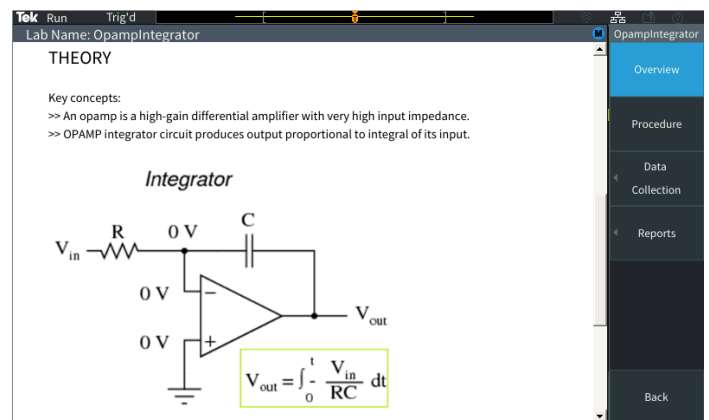 Tek Run Trig'd
Lab Name: OpampIntegrator
M
OpampIntegrator
THEORY
Key concepts:
>> An opamp is a high-gain differential amplifier with very high input impedance.
>> OPAMP integrator circuit produces output proportional to integral of its input.
Integrator
R 0 V C
Vin
0 V −
0 V +
Vout
Vout = ∫0t - Vin/RC dt
Overview
Procedure
Data
Collection
Reports
Back